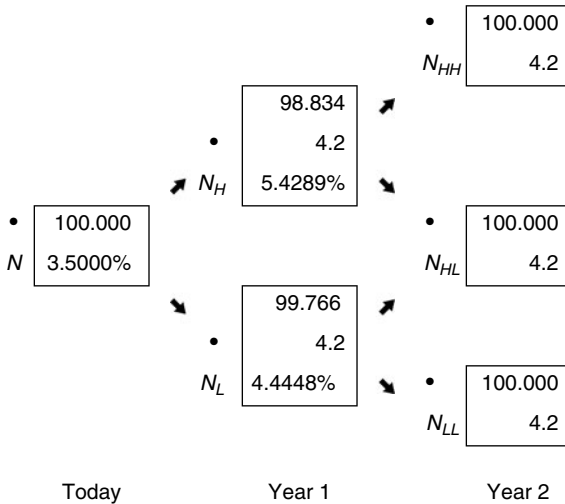 • 100.000
N 3.5000%
98.834
• 4.2
N_H 5.4289%
99.766
• 4.2
N_L 4.4448%
• 100.000
N_HH 4.2
• 100.000
N_HL 4.2
• 100.000
N_LL 4.2
Today Year 1 Year 2